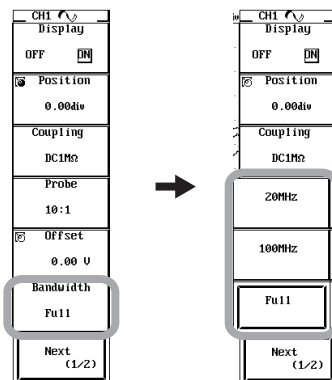 CH1
Display
OFF ON
Position
0.00div
Coupling
DC1MΩ
Probe
10:1
Offset
0.00 V
Bandwidth
Full
Next
(1/2)
CH1
Display
OFF ON
Position
0.00div
Coupling
DC1MΩ
20MHz
100MHz
Full
Next
(1/2)